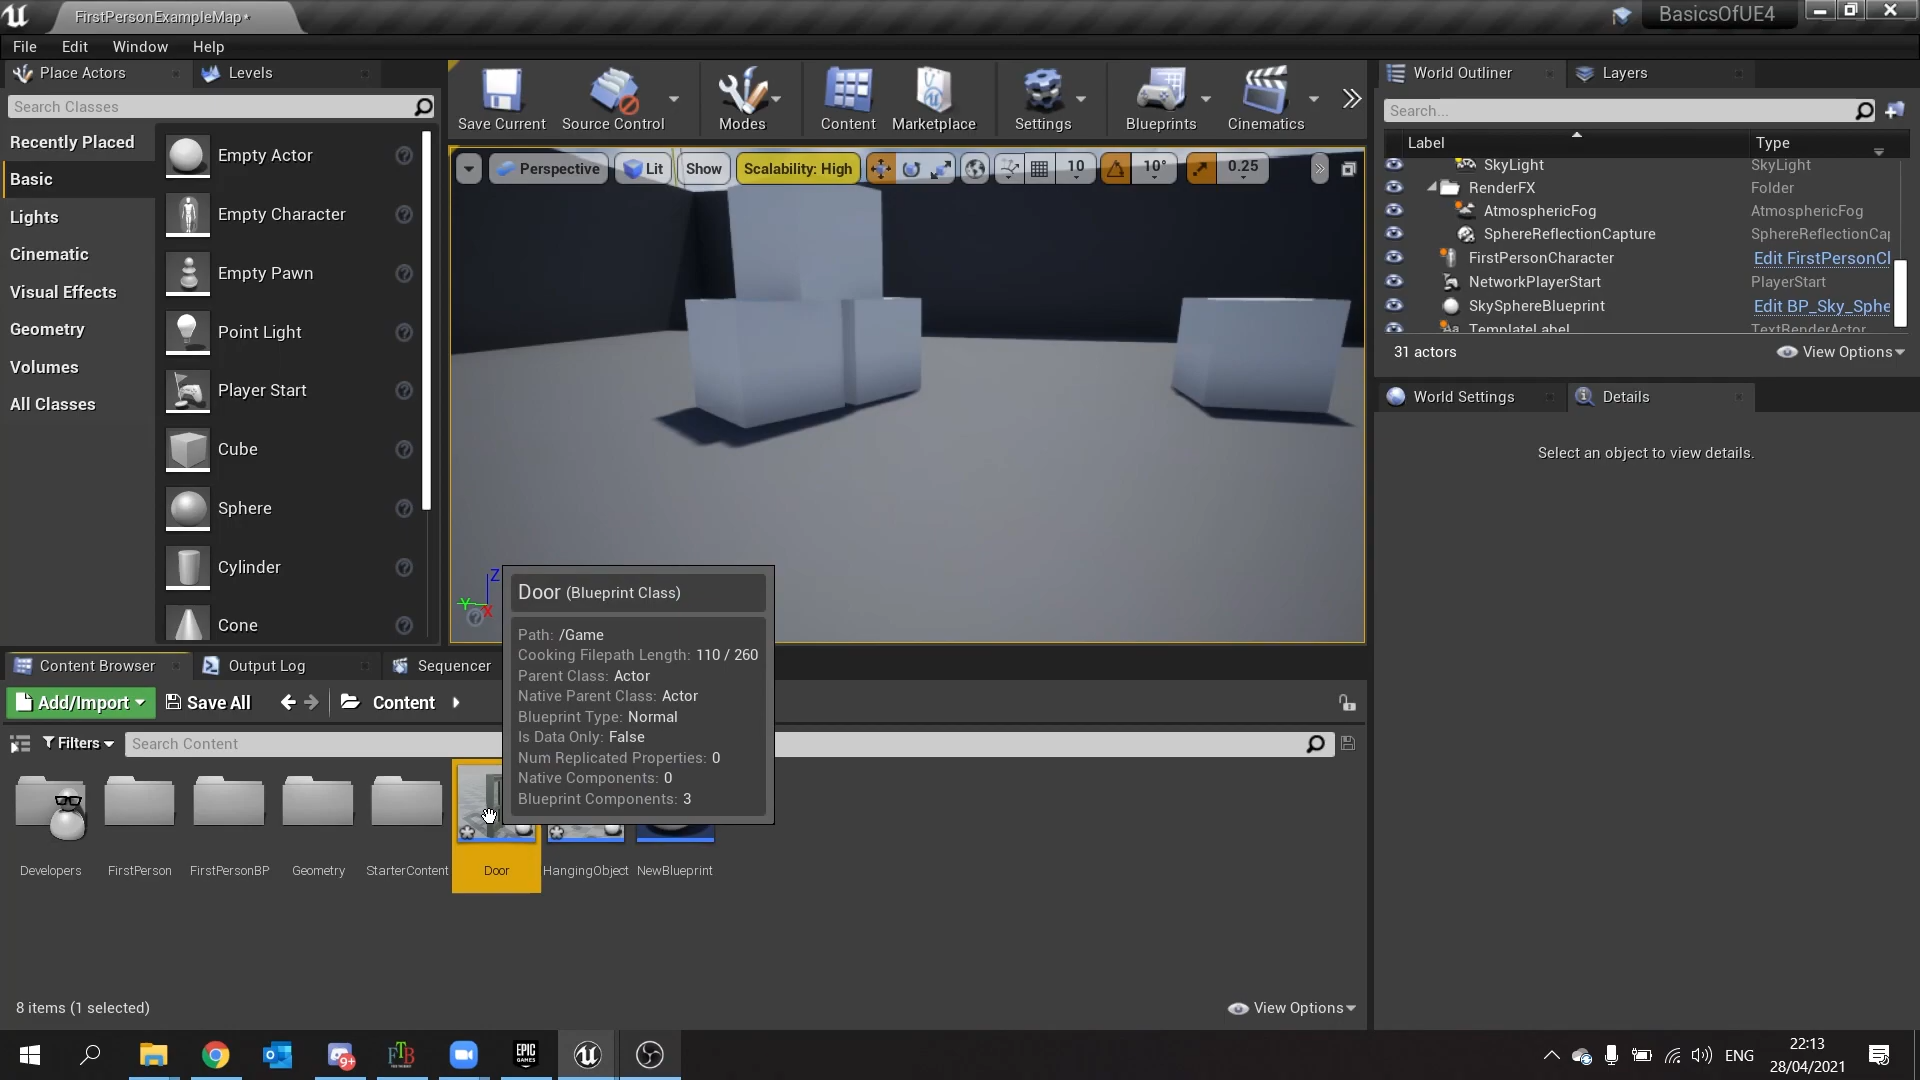 FirstPersonExampleMap*
BasicsOfUE4
File Edit Window Help
Place Actors
Levels
Search Classes
Recently Placed
Basic
Lights
Cinematic
Visual Effects
Geometry
Volumes
All Classes
Empty Actor
Empty Character
Empty Pawn
Point Light
Player Start
Cube
Sphere
Cylinder
Cone
Save Current
Source Control
Modes
Content
Marketplace
Settings
Blueprints
Cinematics
Perspective
Lit
Show
Scalability: High
10
10°
0.25
Z
Y
X
World Outliner
Layers
Search...
Label Type
SkyLight SkyLight
RenderFX Folder
AtmosphericFog AtmosphericFog
SphereReflectionCapture SphereReflectionCap
FirstPersonCharacter Edit FirstPersonCl
NetworkPlayerStart PlayerStart
SkySphereBlueprint Edit BP_Sky_Sphe
TemplateLabel TextRenderActor
31 actors
View Options
World Settings
Details
Select an object to view details.
Door (Blueprint Class)
Path: /Game
Cooking Filepath Length: 110 / 260
Parent Class: Actor
Native Parent Class: Actor
Blueprint Type: Normal
Is Data Only: False
Num Replicated Properties: 0
Native Components: 0
Blueprint Components: 3
Content Browser
Output Log
Sequencer
Add/Import
Save All
Content
Filters
Search Content
Developers
FirstPerson
FirstPersonBP
Geometry
StarterContent
Door
HangingObject
NewBlueprint
8 items (1 selected)
View Options
9+
FTB
EPIC
GAMES
ENG
22:13
28/04/2021